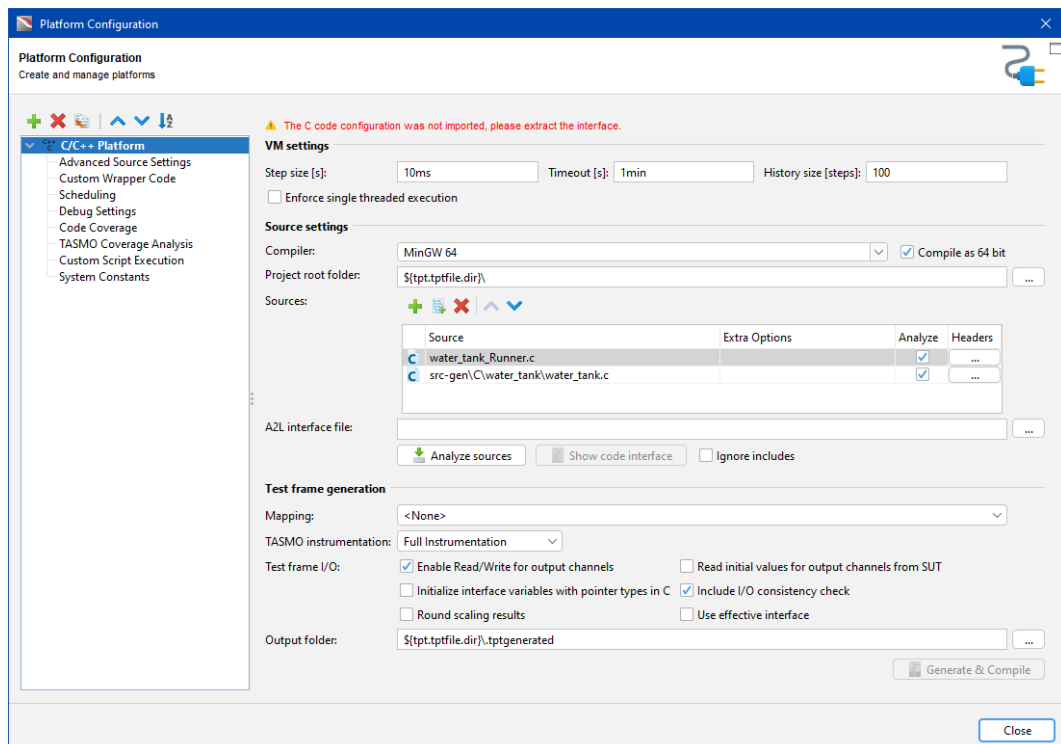 Platform Configuration
Platform Configuration
Create and manage platforms
The C code configuration was not imported, please extract the interface.
C/C++ Platform
Advanced Source Settings
Custom Wrapper Code
Scheduling
Debug Settings
Code Coverage
TASMO Coverage Analysis
Custom Script Execution
System Constants
VM settings
Step size [s]: 10ms Timeout [s]: 1min History size [steps]: 100
Enforce single threaded execution
Source settings
Compiler: MinGW 64 Compile as 64 bit
Project root folder: ${tpt.tptfile.dir}\ ...
Sources:
Source Extra Options Analyze Headers
C water_tank_Runner.c ...
C src-gen\C\water_tank\water_tank.c ...
A2L interface file: ...
Analyze sources Show code interface Ignore includes
Test frame generation
Mapping: <None>
TASMO instrumentation: Full Instrumentation
Test frame I/O: Enable Read/Write for output channels Read initial values for output channels from SUT
Initialize interface variables with pointer types in C Include I/O consistency check
Round scaling results Use effective interface
Output folder: ${tpt.tptfile.dir}\.tptgenerated ...
Generate & Compile
Close